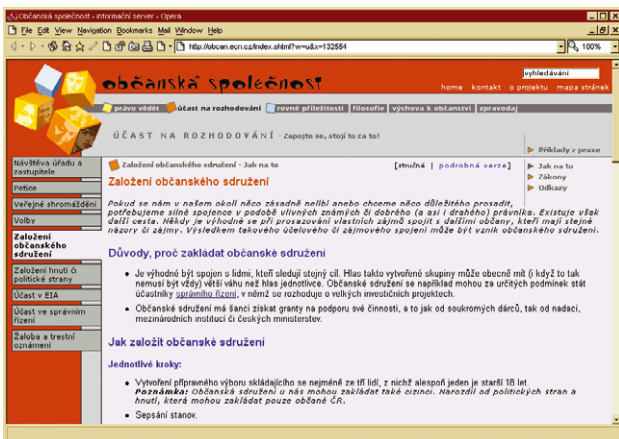 Občanská společnost - informační server - Opera
File Edit View Navigation Bookmarks Mail Window Help
http://obcan.ecn.cz/index.shtml?w=u&x=132554
100%
vyhledávání
občanská společnost
home kontakt o projektu mapa stránek
právo vědět účast na rozhodování rovné příležitosti filosofie výchova k občanství zpravodaj
ÚČAST NA ROZHODOVÁNÍ - Zapojte se, stojí to za to!
Příklady z praxe
Jak na to
Zákony
Odkazy
Návštěva úřadu a
zastupitele
Petice
Veřejné shromáždění
Volby
Založení
občanského
sdružení
Založení hnutí či
politické strany
Účast v EIA
Účast ve správním
řízení
Žaloba a trestní
oznámení
Založení občanského sdružení - Jak na to
[stručná | podrobná verze]
Založení občanského sdružení
Pokud se nám v našem okolí něco zásadně nelíbí anebo chceme něco důležitého prosadit,
potřebujeme silné spojence v podobě vlivných známých či dobrého (a asi i drahého) právníka. Existuje však
další cesta. Někdy je výhodné se při prosazování vlastních zájmů spojit s dalšími občany, kteří mají stejné
názory či zájmy. Výsledkem takového účelového či zájmového spojení může být vznik občanského sdružení.
Důvody, proč zakládat občanské sdružení
Je výhodné být spojen s lidmi, kteří sledují stejný cíl. Hlas takto vytvořené skupiny může obecně mít (i když to tak
nemusí být vždy) větší váhu než hlas jednotlivce. Občanské sdružení se například mohou za určitých podmínek stát
účastníky správního řízení, v němž se rozhoduje o velkých investičních projektech.
Občanské sdružení má šanci získat granty na podporu své činnosti, a to jak od soukromých dárců, tak od nadací,
mezinárodních institucí či českých ministerstev.
Jak založit občanské sdružení
Jednotlivé kroky:
Vytvoření přípravného výboru skládajícího se nejméně ze tří lidí, z nichž alespoň jeden je starší 18 let.
Poznámka: Občanská sdružení u nás mohou zakládat také cizinci. Narozdíl od politických stran a
hnutí, která mohou zakládat pouze občané ČR.
Sepsání stanov.